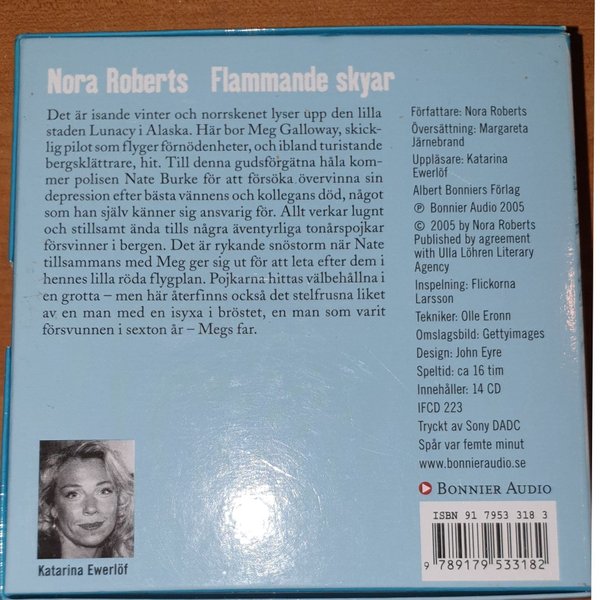 Nora Roberts Flammande skyar
Det är isande vinter och norrskenet lyser upp den lilla
staden Lunacy i Alaska. Här bor Meg Galloway, skick-
lig pilot som flyger förnödenheter, och ibland turistande
bergsklättrare, hit. Till denna gudsförgätna håla kom-
mer polisen Nate Burke för att försöka övervinna sin
depression efter bästa vännens och kollegans död, något
som han själv känner sig ansvarig för. Allt verkar lugnt
och stillsamt ända tills några äventyrliga tonårspojkar
försvinner i bergen. Det är rykande snöstorm när Nate
tillsammans med Meg ger sig ut för att leta efter dem i
hennes lilla röda flygplan. Pojkarna hittas välbehållna i
en grotta – men här återfinns också det stelfrusna liket
av en man med en isyxa i bröstet, en man som varit
försvunnen i sexton år – Megs far.
Författare: Nora Roberts
Översättning: Margareta
Järnebrand
Uppläsare: Katarina
Ewerlöf
Albert Bonniers Förlag
℗ Bonnier Audio 2005
© 2005 by Nora Roberts
Published by agreement
with Ulla Löhren Literary
Agency
Inspelning: Flickorna
Larsson
Tekniker: Olle Eronn
Omslagsbild: Gettyimages
Design: John Eyre
Speltid: ca 16 tim
Innehåller: 14 CD
IFCD 223
Tryckt av Sony DADC
Spår var femte minut
www.bonnieraudio.se
BONNIER AUDIO
ISBN 91 7953 318 3
9 789179 533182
Katarina Ewerlöf